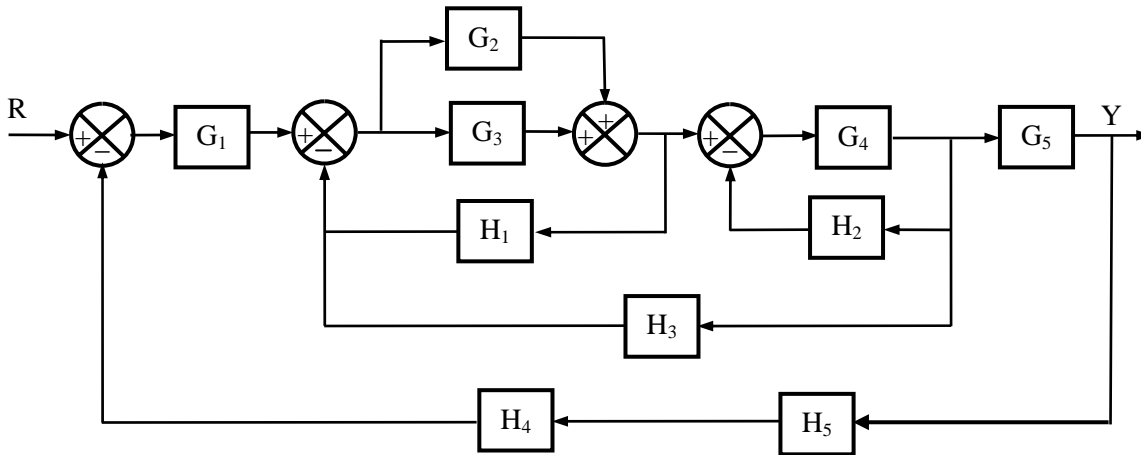 G₂
R
+
−
G₁
+
−
G₃
+
+
+
−
G₄
G₅
Y
H₁
H₂
H₃
H₄
H₅